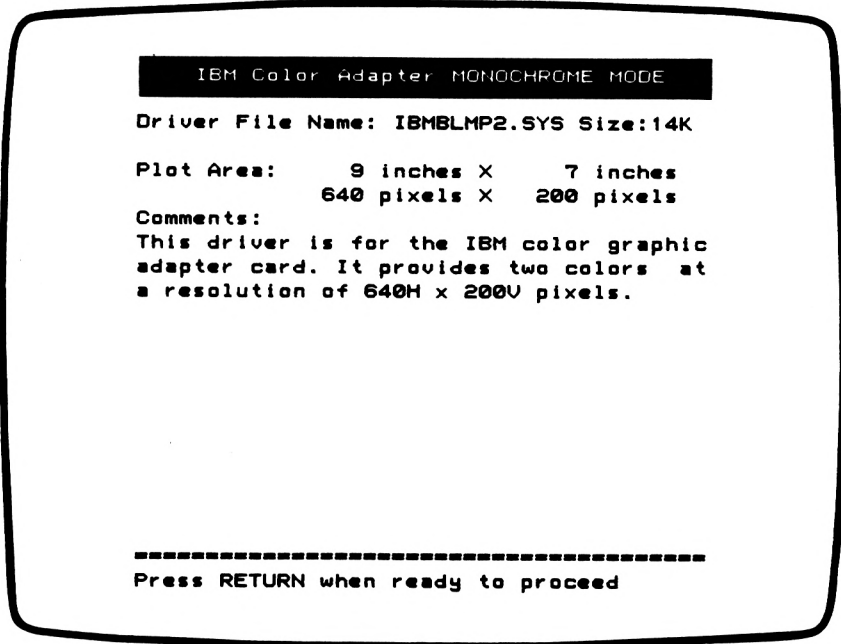 IBM Color Adapter MONOCHROME MODE
Driver File Name: IBMBLMP2.SYS Size:14K
Plot Area: 9 inches X 7 inches
640 pixels X 200 pixels
Comments:
This driver is for the IBM color graphic
adapter card. It provides two colors at
a resolution of 640H x 200V pixels.
Press RETURN when ready to proceed